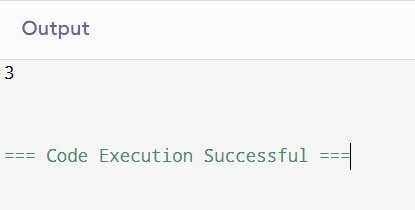 Output
3
=== Code Execution Successful ===